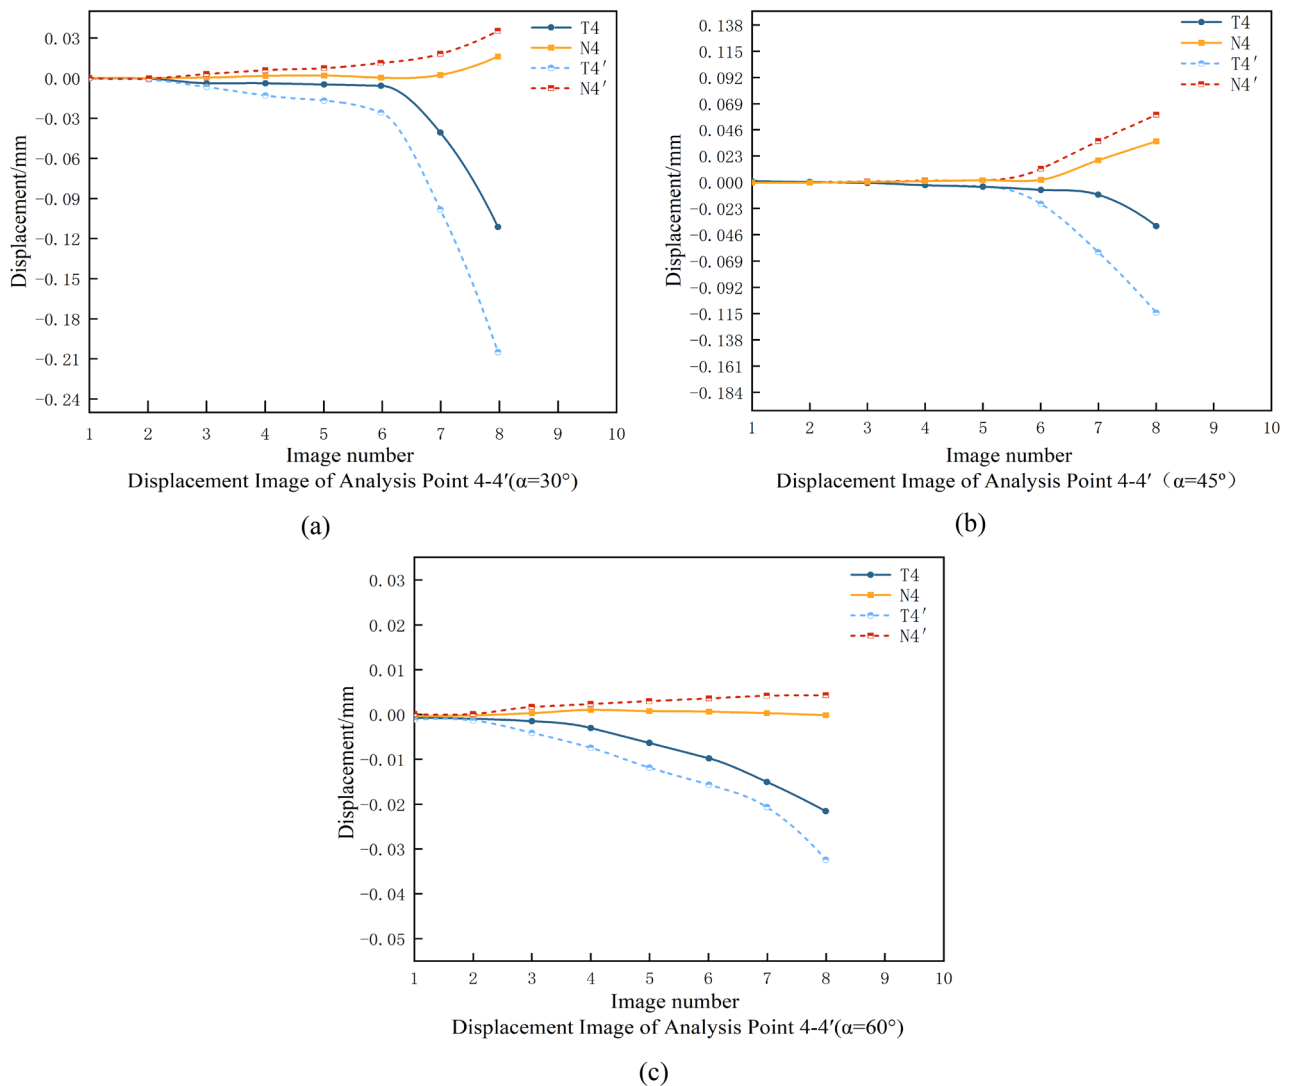 0.03
0.00
−0.03
−0.06
−0.09
−0.12
−0.15
−0.18
−0.21
−0.24
Displacement/mm
T4
N4
T4′
N4′
1 2 3 4 5 6 7 8 9 10
Image number
Displacement Image of Analysis Point 4-4′(α=30°)
(a)
0.138
0.115
0.092
0.069
0.046
0.023
0.000
−0.023
−0.046
−0.069
−0.092
−0.115
−0.138
−0.161
−0.184
Displacement/mm
T4
N4
T4′
N4′
1 2 3 4 5 6 7 8 9 10
Image number
Displacement Image of Analysis Point 4-4′（α=45°）
(b)
0.03
0.02
0.01
0.00
−0.01
−0.02
−0.03
−0.04
−0.05
Displacement/mm
T4
N4
T4′
N4′
1 2 3 4 5 6 7 8 9 10
Image number
Displacement Image of Analysis Point 4-4′(α=60°)
(c)